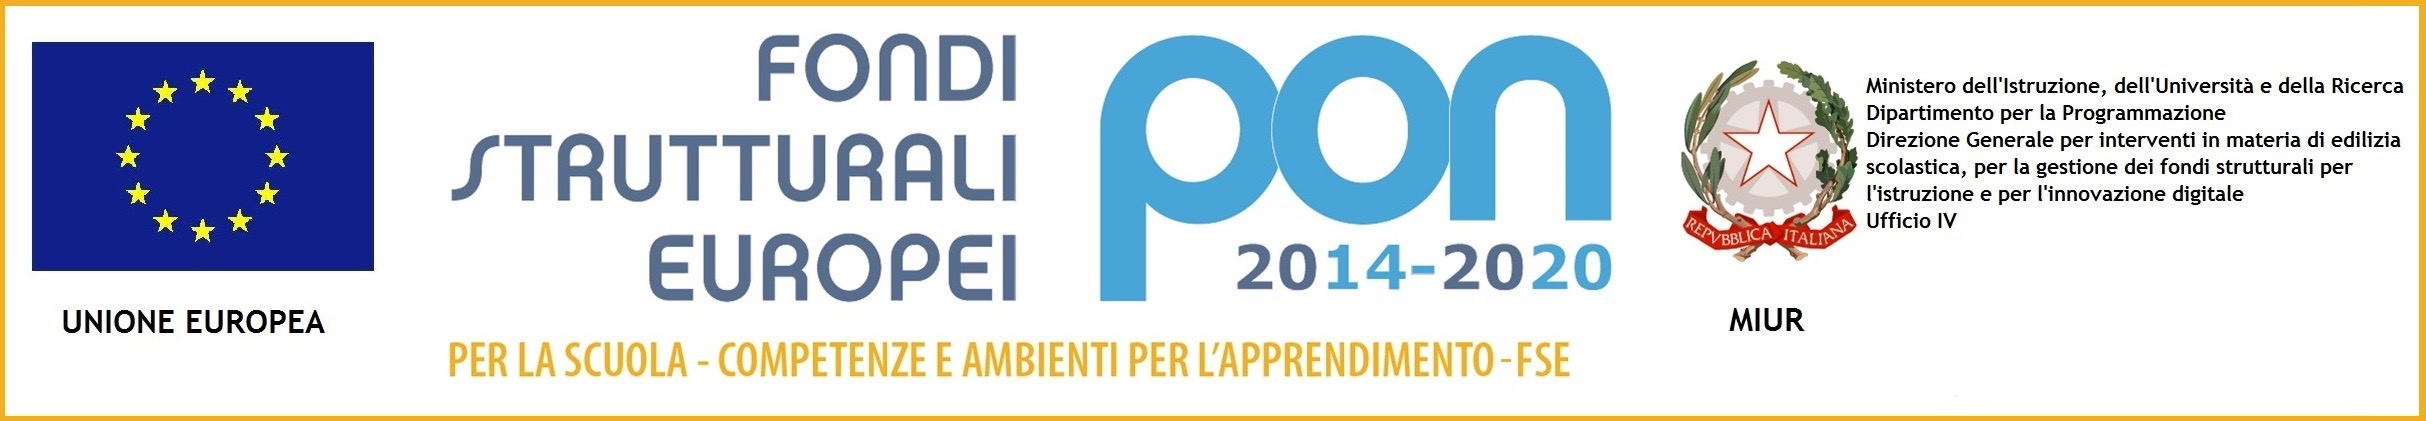 UNIONE EUROPEA
FONDI
STRUTTURALI
EUROPEI
pon
2014-2020
PER LA SCUOLA - COMPETENZE E AMBIENTI PER L'APPRENDIMENTO-FSE
REPVBBLICA ITALIANA
MIUR
Ministero dell'Istruzione, dell'Università e della Ricerca
Dipartimento per la Programmazione
Direzione Generale per interventi in materia di edilizia
scolastica, per la gestione dei fondi strutturali per
l'istruzione e per l'innovazione digitale
Ufficio IV